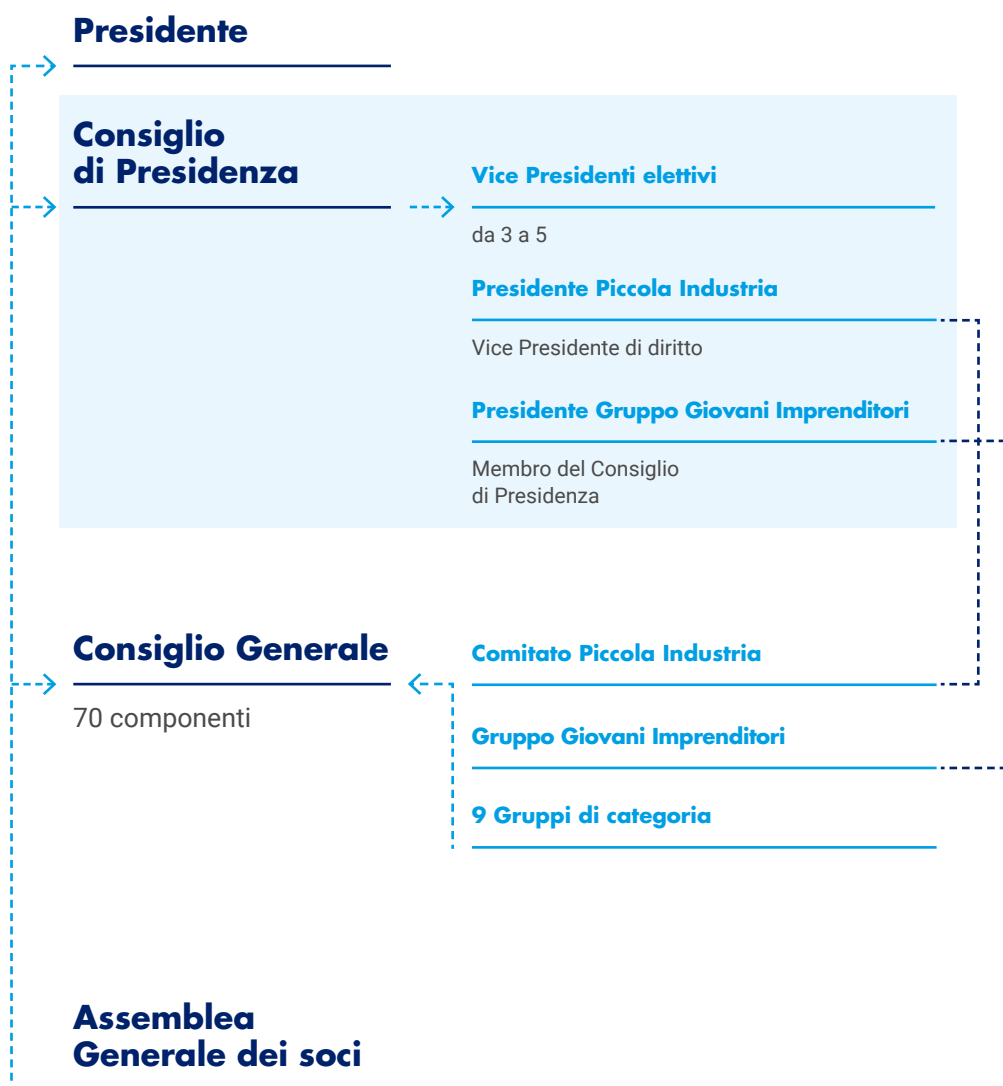 Presidente
Consiglio
di Presidenza
Vice Presidenti elettivi
da 3 a 5
Presidente Piccola Industria
Vice Presidente di diritto
Presidente Gruppo Giovani Imprenditori
Membro del Consiglio
di Presidenza
Consiglio Generale
70 componenti
Comitato Piccola Industria
Gruppo Giovani Imprenditori
9 Gruppi di categoria
Assemblea
Generale dei soci